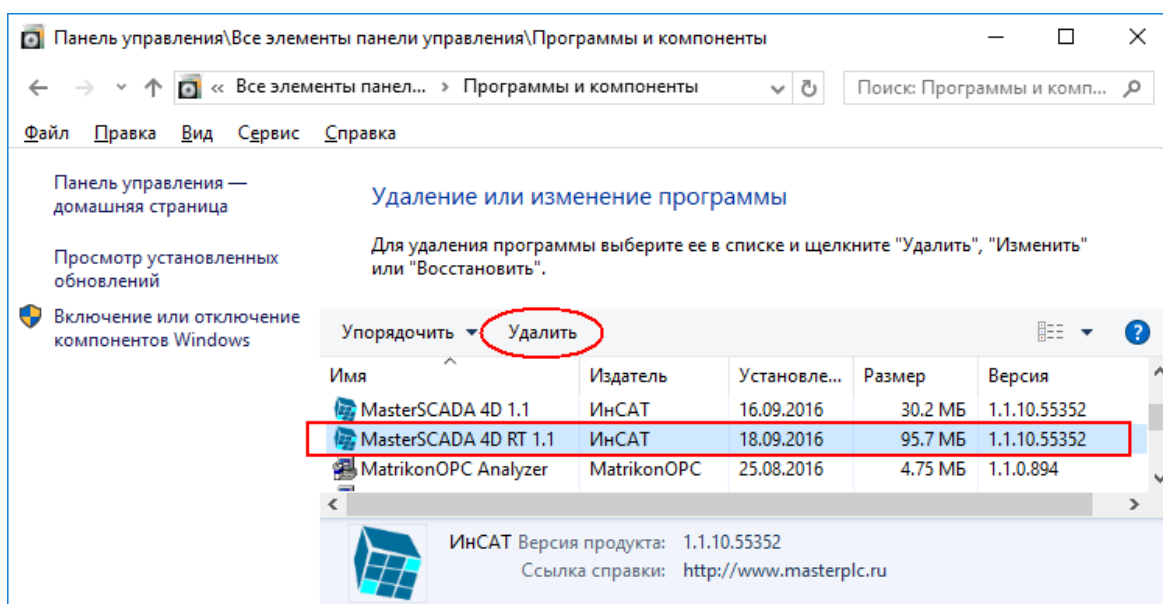 Панель управления\Все элементы панели управления\Программы и компоненты
« Все элементы панел... › Программы и компоненты
Поиск: Программы и комп...
Файл Правка Вид Сервис Справка
Панель управления —
домашняя страница
Просмотр установленных
обновлений
Включение или отключение
компонентов Windows
Удаление или изменение программы
Для удаления программы выберите ее в списке и щелкните "Удалить", "Изменить"
или "Восстановить".
Упорядочить Удалить ?
Имя Издатель Установле... Размер Версия
MasterSCADA 4D 1.1 ИнСАТ 16.09.2016 30.2 МБ 1.1.10.55352
MasterSCADA 4D RT 1.1 ИнСАТ 18.09.2016 95.7 МБ 1.1.10.55352
MatrikonOPC Analyzer MatrikonOPC 25.08.2016 4.75 МБ 1.1.0.894
ИнСАТ Версия продукта: 1.1.10.55352
Ссылка справки: http://www.masterplc.ru